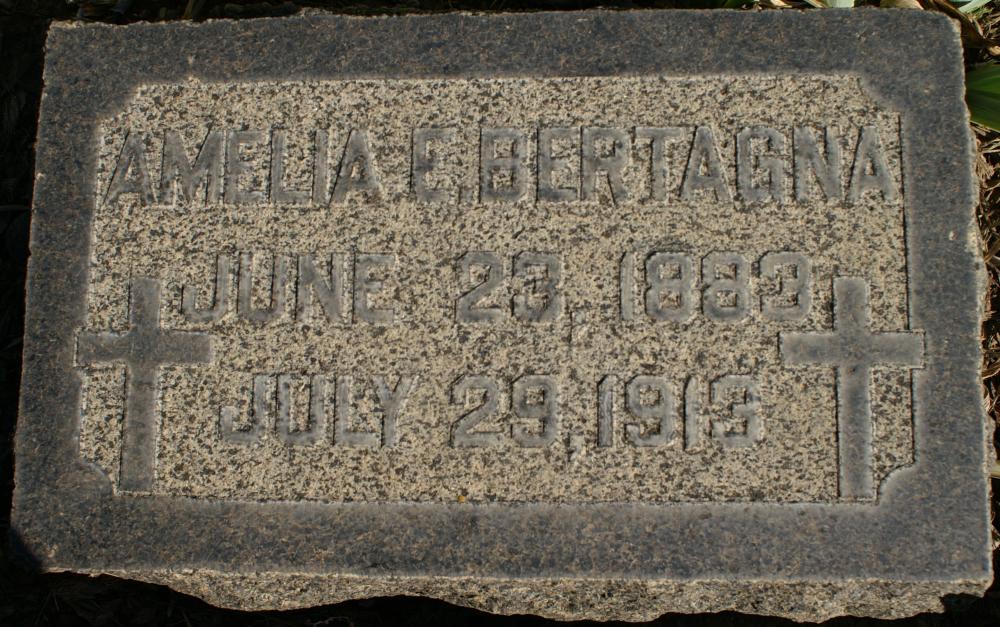 AMELIA E. BERTAGNA
JUNE 23, 1883
JULY 29, 1913